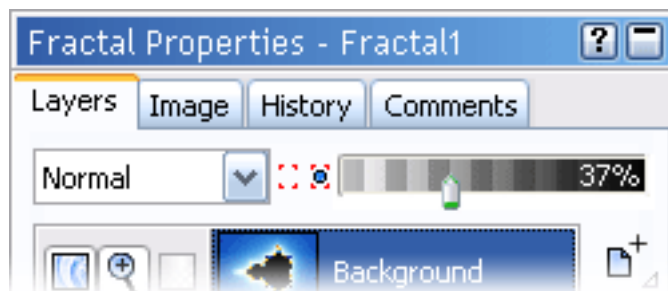 Fractal Properties - Fractal1
?
Layers Image History Comments
Normal 37%
Background